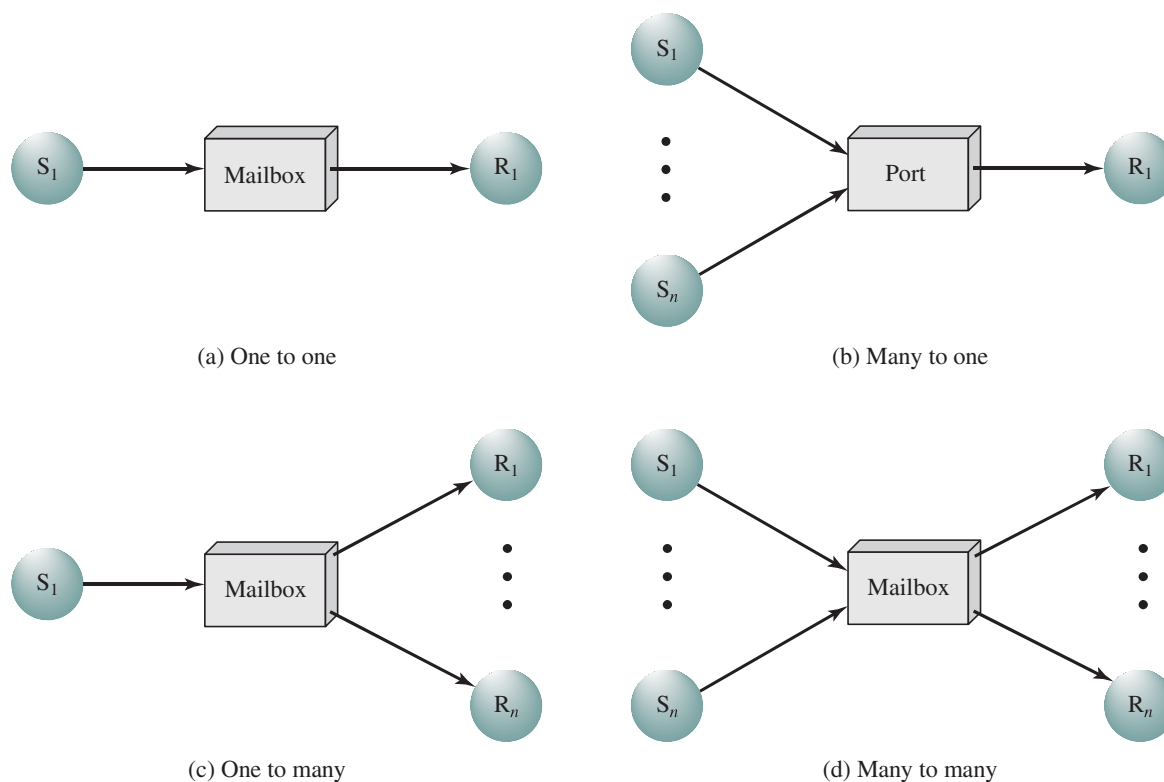 S1
Mailbox
R1
(a) One to one
S1
Sn
Port
R1
(b) Many to one
S1
Mailbox
R1
Rn
(c) One to many
S1
Sn
Mailbox
R1
Rn
(d) Many to many